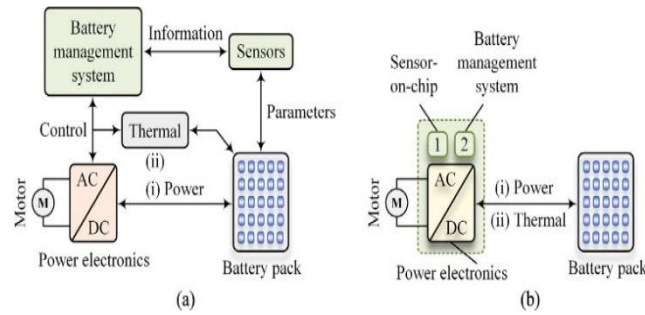 Battery
management
system
Information
Sensors
Control
Thermal
(ii)
Parameters
AC
DC
(i) Power
Motor
M
Power electronics
Battery pack
(a)
Sensor-
on-chip
Battery
management
system
1
2
AC
DC
(i) Power
(ii) Thermal
Motor
M
Power electronics
Battery pack
(b)